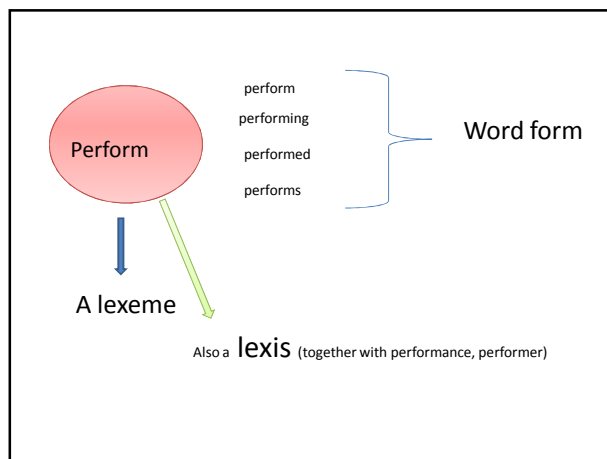 Perform
perform
performing
performed
performs
Word form
A lexeme
Also a lexis (together with performance, performer)